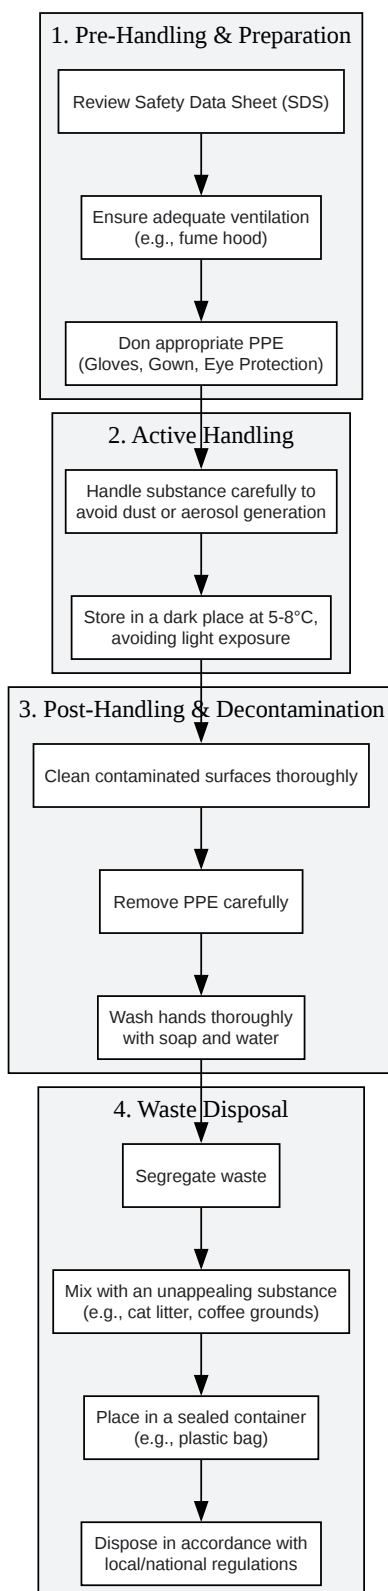 1. Pre-Handling & Preparation
Review Safety Data Sheet (SDS)
Ensure adequate ventilation
(e.g., fume hood)
Don appropriate PPE
(Gloves, Gown, Eye Protection)
2. Active Handling
Handle substance carefully to
avoid dust or aerosol generation
Store in a dark place at 5-8°C,
avoiding light exposure
3. Post-Handling & Decontamination
Clean contaminated surfaces thoroughly
Remove PPE carefully
Wash hands thoroughly
with soap and water
4. Waste Disposal
Segregate waste
Mix with an unappealing substance
(e.g., cat litter, coffee grounds)
Place in a sealed container
(e.g., plastic bag)
Dispose in accordance with
local/national regulations